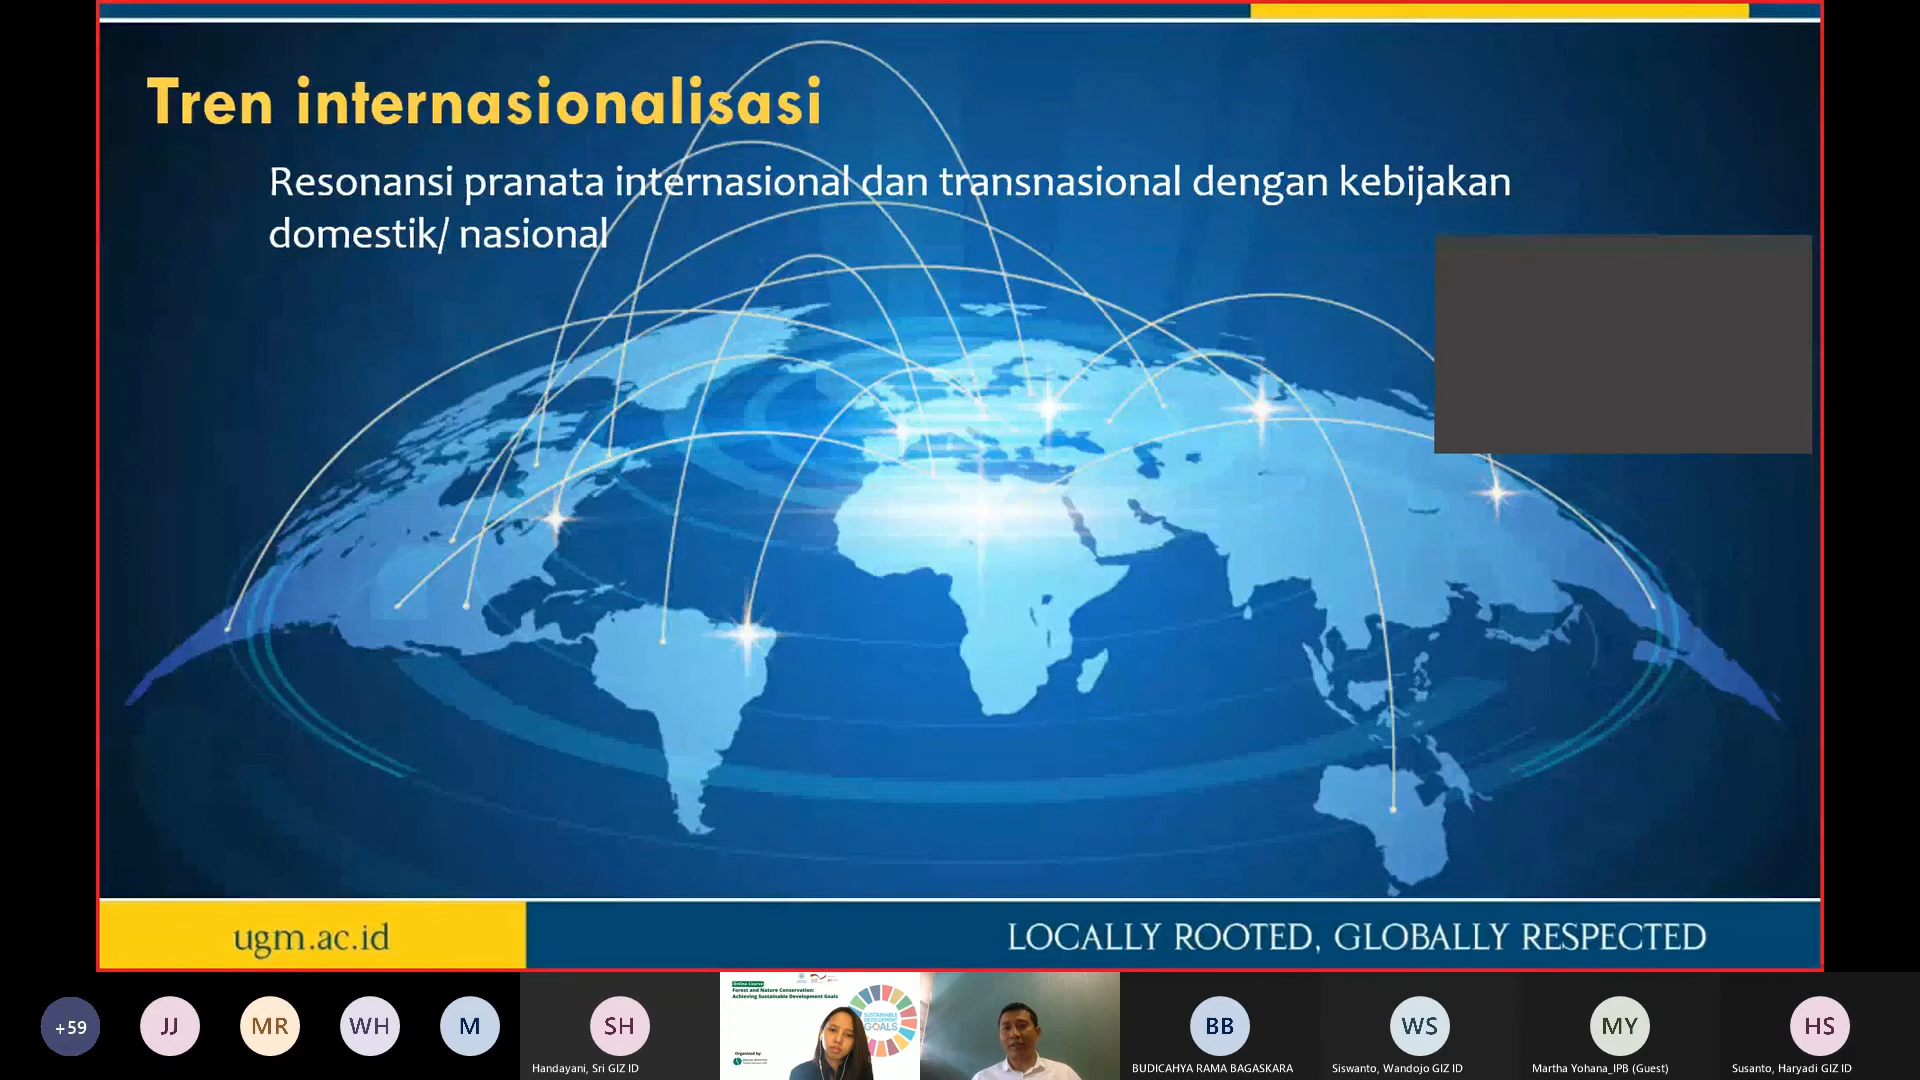 Tren internasionalisasi
Resonansi pranata internasional dan transnasional dengan kebijakan
domestik/ nasional
ugm.ac.id
LOCALLY ROOTED, GLOBALLY RESPECTED
+59
JJ
MR
WH
M
SH
Handayani, Sri GIZ ID
Online Course
Forest and Nature Conservation:
Achieving Sustainable Development Goals
SUSTAINABLE
DEVELOPMENT
GOALS
Organized by:
BB
BUDICAHYA RAMA BAGASKARA
WS
Siswanto, Wandojo GIZ ID
MY
Martha Yohana_IPB (Guest)
HS
Susanto, Haryadi GIZ ID